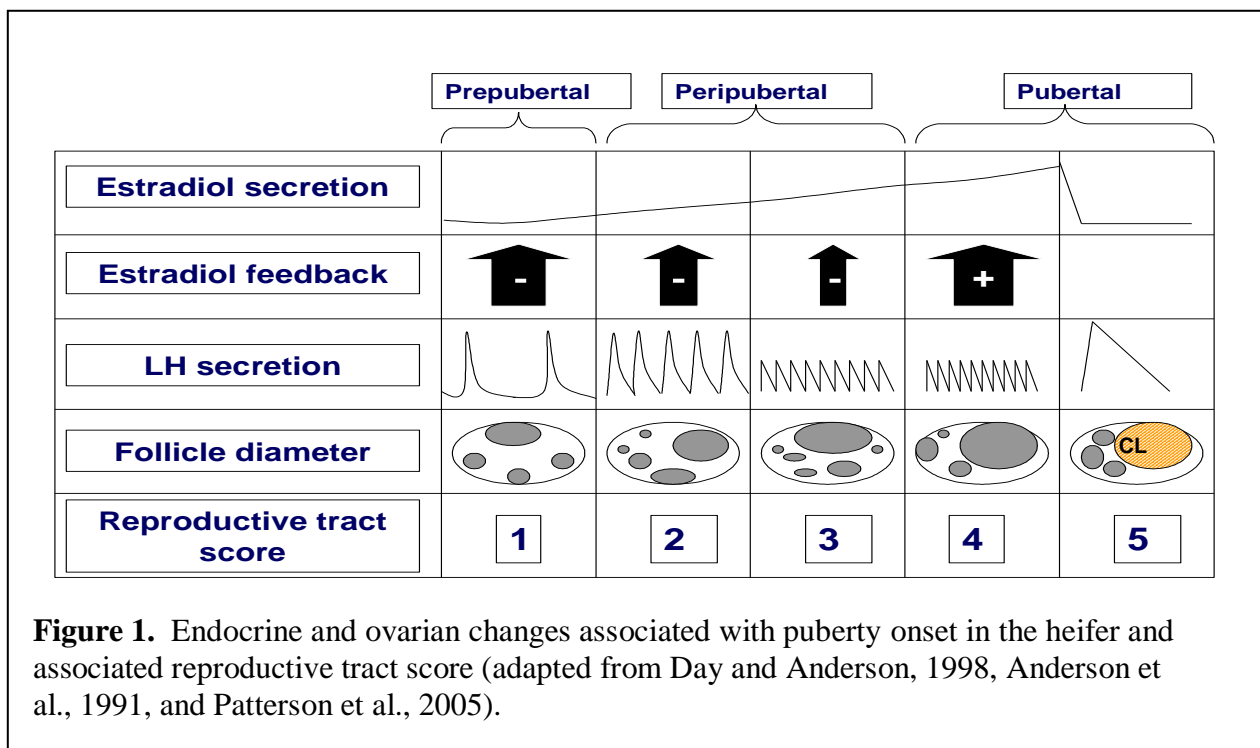 Prepubertal
Peripubertal
Pubertal
Estradiol secretion
Estradiol feedback
- - - +
LH secretion
Follicle diameter
CL
Reproductive tract
score
1 2 3 4 5
Figure 1. Endocrine and ovarian changes associated with puberty onset in the heifer and
associated reproductive tract score (adapted from Day and Anderson, 1998, Anderson et
al., 1991, and Patterson et al., 2005).